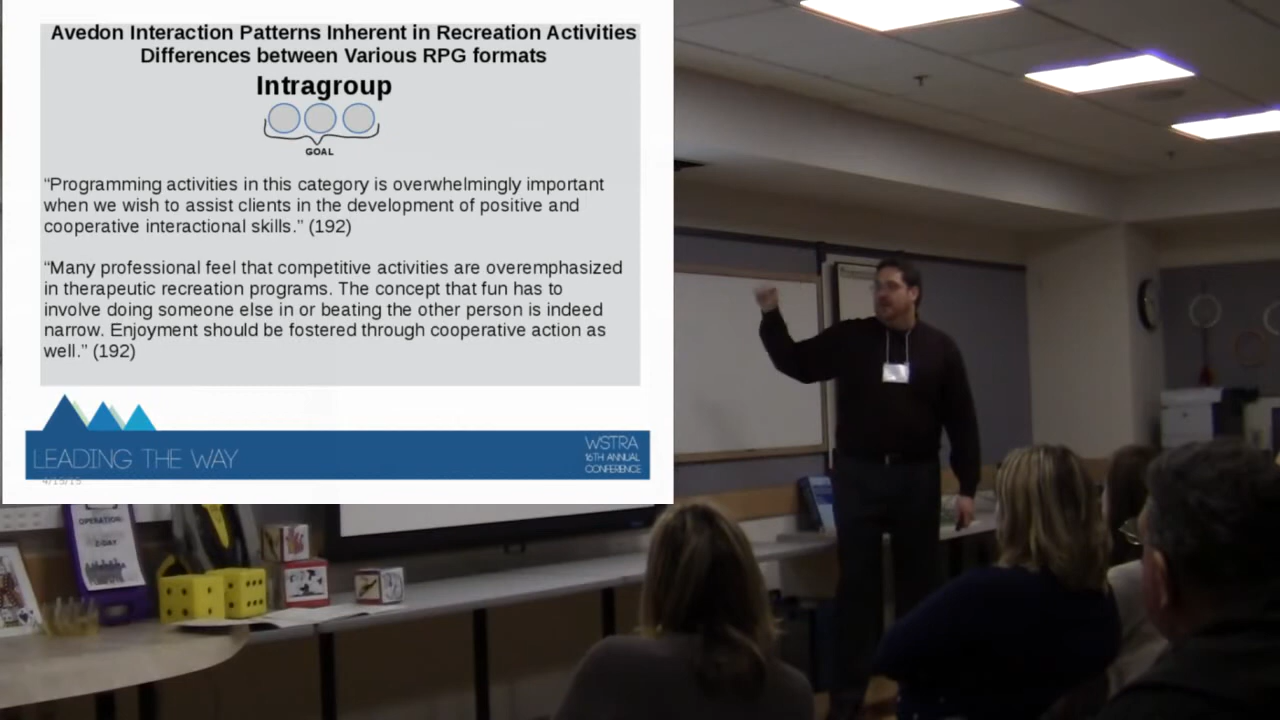 Avedon Interaction Patterns Inherent in Recreation Activities
Differences between Various RPG formats
Intragroup
GOAL
“Programming activities in this category is overwhelmingly important
when we wish to assist clients in the development of positive and
cooperative interactional skills.” (192)
“Many professional feel that competitive activities are overemphasized
in therapeutic recreation programs. The concept that fun has to
involve doing someone else in or beating the other person is indeed
narrow. Enjoyment should be fostered through cooperative action as
well.” (192)
LEADING THE WAY
WSTRA
16TH ANNUAL
CONFERENCE
4/15/15
OPERATION: